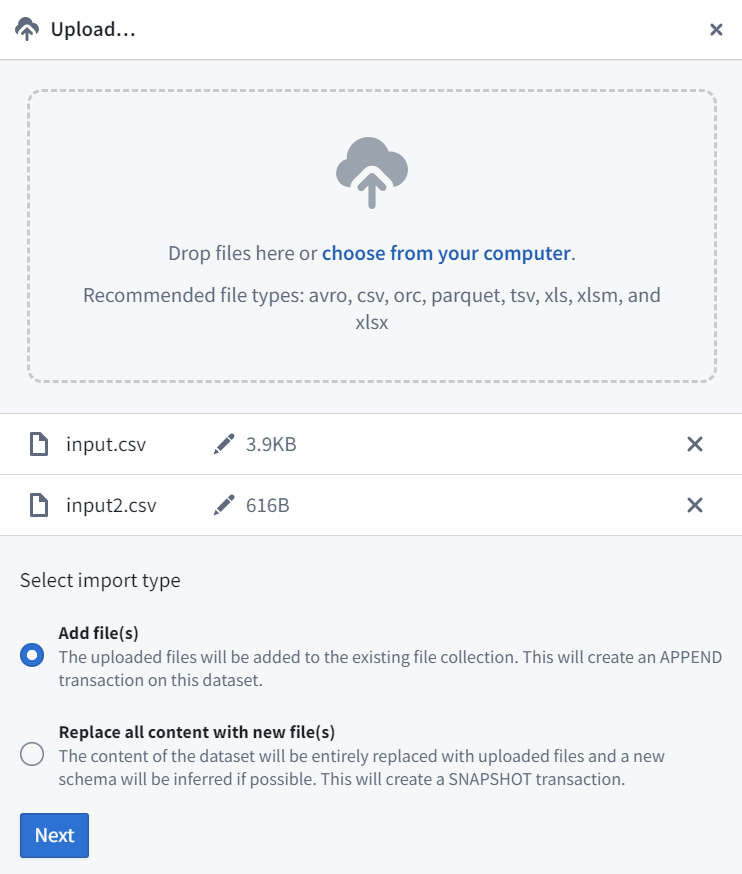 Upload…
Drop files here or choose from your computer.
Recommended file types: avro, csv, orc, parquet, tsv, xls, xlsm, and
xlsx
input.csv 3.9KB
input2.csv 616B
Select import type
Add file(s)
The uploaded files will be added to the existing file collection. This will create an APPEND
transaction on this dataset.
Replace all content with new file(s)
The content of the dataset will be entirely replaced with uploaded files and a new
schema will be inferred if possible. This will create a SNAPSHOT transaction.
Next